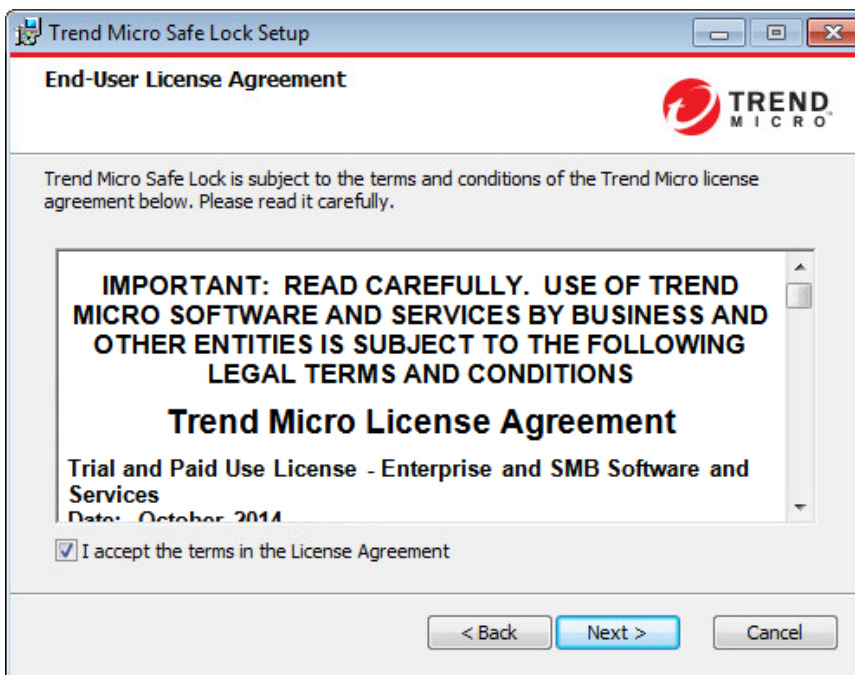 Trend Micro Safe Lock Setup
End-User License Agreement
TREND
MICRO™
Trend Micro Safe Lock is subject to the terms and conditions of the Trend Micro license
agreement below. Please read it carefully.
IMPORTANT:  READ CAREFULLY.  USE OF TREND
MICRO SOFTWARE AND SERVICES BY BUSINESS AND
OTHER ENTITIES IS SUBJECT TO THE FOLLOWING
LEGAL TERMS AND CONDITIONS
Trend Micro License Agreement
Trial and Paid Use License - Enterprise and SMB Software and
Services
Date:  October 2014
I accept the terms in the License Agreement
< Back
Next >
Cancel